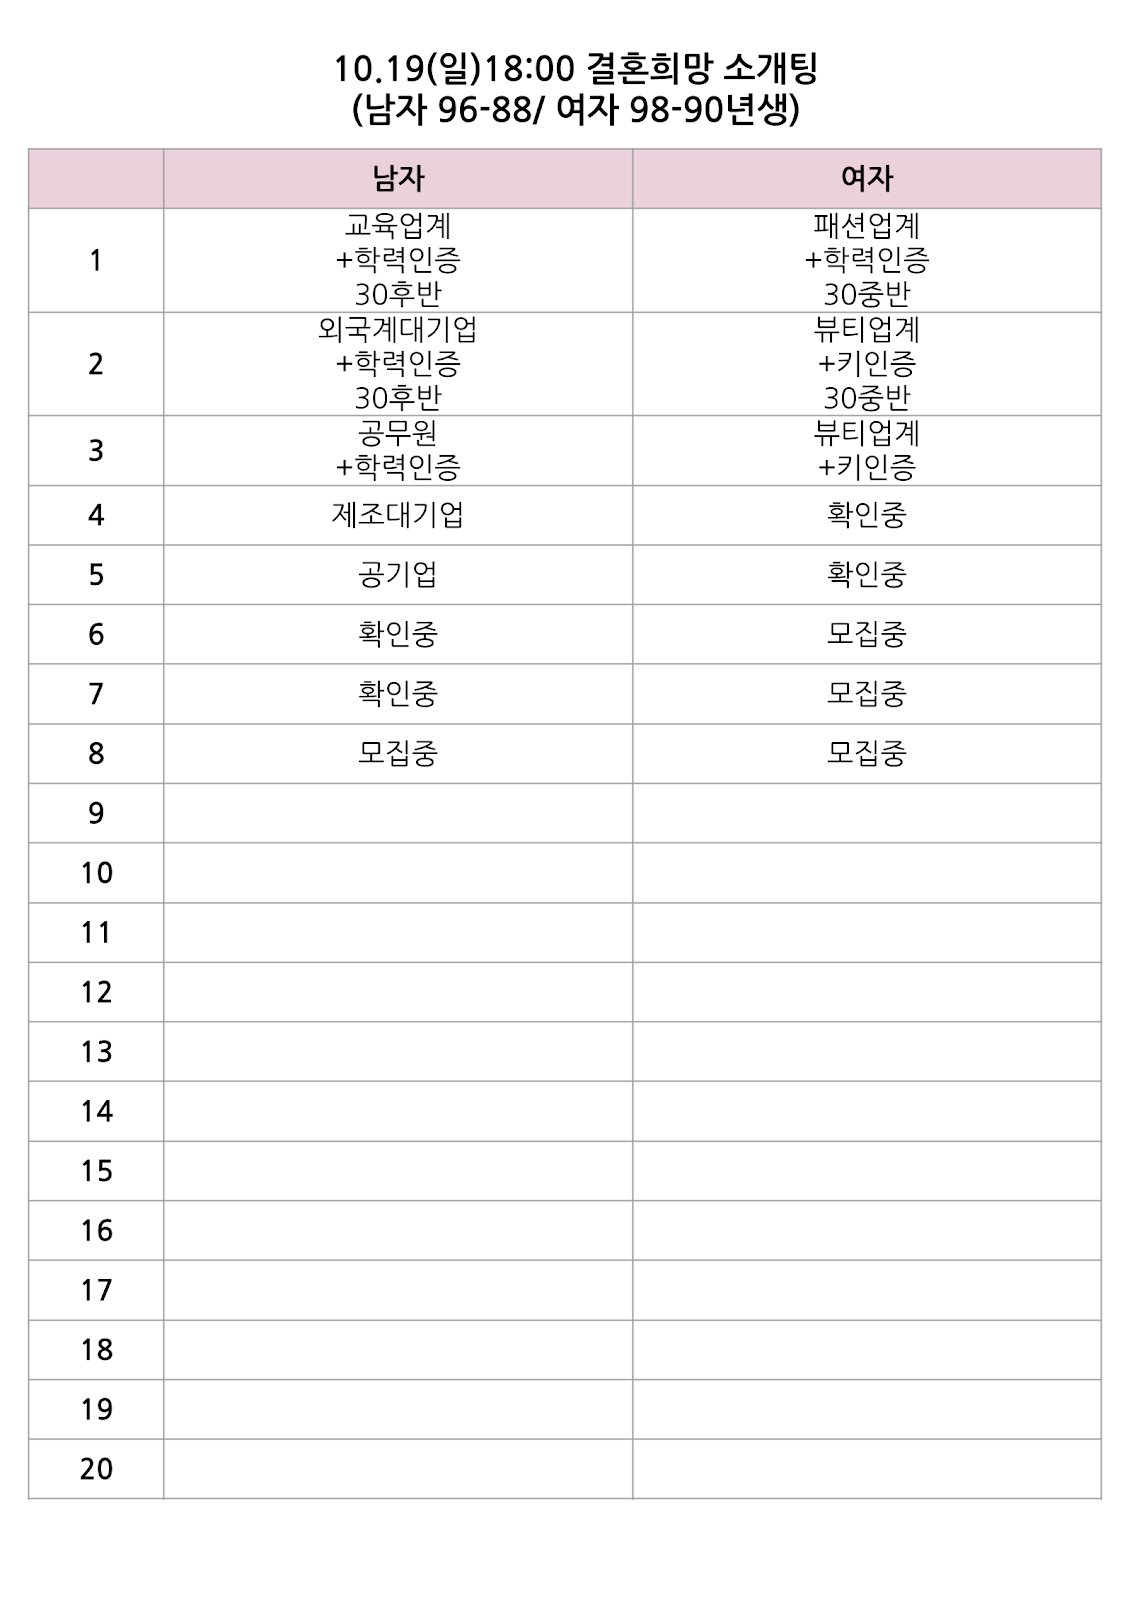 10.19(일)18:00 결혼희망 소개팅
(남자 96-88/ 여자 98-90년생)
남자 여자
1
교육업계
+학력인증
30후반
패션업계
+학력인증
30중반
2
외국계대기업
+학력인증
30후반
뷰티업계
+키인증
30중반
3
공무원
+학력인증
뷰티업계
+키인증
4 제조대기업 확인중
5 공기업 확인중
6 확인중 모집중
7 확인중 모집중
8 모집중 모집중
9
10
11
12
13
14
15
16
17
18
19
20